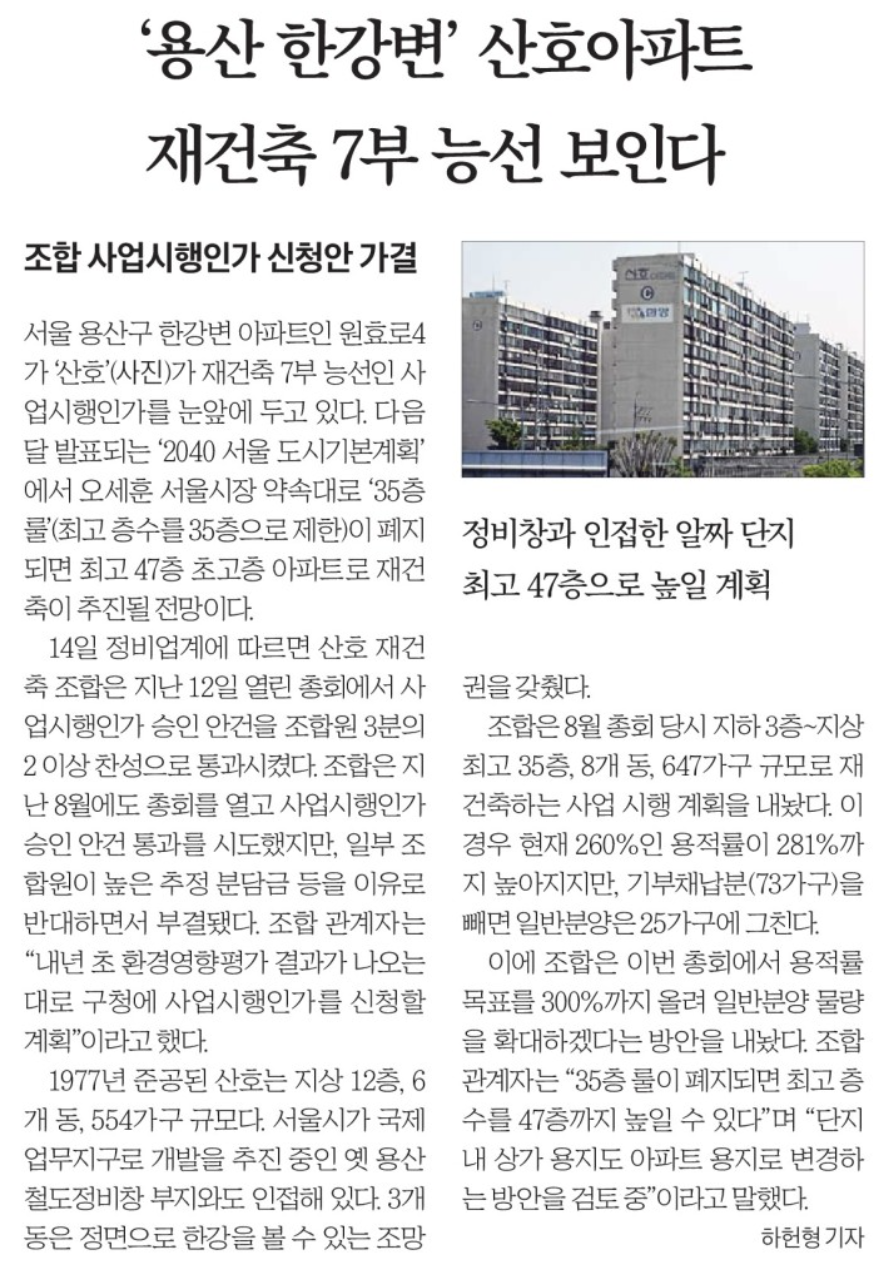 ‘용산 한강변’ 산호아파트
재건축 7부 능선 보인다
조합 사업시행인가 신청안 가결
서울 용산구 한강변 아파트인 원효로4
가 ‘산호’(사진)가 재건축 7부 능선인 사
업시행인가를 눈앞에 두고 있다. 다음
달 발표되는 ‘2040 서울 도시기본계획’
에서 오세훈 서울시장 약속대로 ‘35층
룰’(최고 층수를 35층으로 제한)이 폐지
되면 최고 47층 초고층 아파트로 재건
축이 추진될 전망이다.
14일 정비업계에 따르면 산호 재건
축 조합은 지난 12일 열린 총회에서 사
업시행인가 승인 안건을 조합원 3분의
2 이상 찬성으로 통과시켰다. 조합은 지
난 8월에도 총회를 열고 사업시행인가
승인 안건 통과를 시도했지만, 일부 조
합원이 높은 추정 분담금 등을 이유로
반대하면서 부결됐다. 조합 관계자는
“내년 초 환경영향평가 결과가 나오는
대로 구청에 사업시행인가를 신청할
계획”이라고 했다.
1977년 준공된 산호는 지상 12층, 6
개 동, 554가구 규모다. 서울시가 국제
업무지구로 개발을 추진 중인 옛 용산
철도정비창 부지와도 인접해 있다. 3개
동은 정면으로 한강을 볼 수 있는 조망
산호
C
한양
정비창과 인접한 알짜 단지
최고 47층으로 높일 계획
권을 갖췄다.
조합은 8월 총회 당시 지하 3층~지상
최고 35층, 8개 동, 647가구 규모로 재
건축하는 사업 시행 계획을 내놨다. 이
경우 현재 260%인 용적률이 281%까
지 높아지지만, 기부채납분(73가구)을
빼면 일반분양은 25가구에 그친다.
이에 조합은 이번 총회에서 용적률
목표를 300%까지 올려 일반분양 물량
을 확대하겠다는 방안을 내놨다. 조합
관계자는 “35층 룰이 폐지되면 최고 층
수를 47층까지 높일 수 있다”며 “단지
내 상가 용지도 아파트 용지로 변경하
는 방안을 검토 중”이라고 말했다.
하헌형 기자